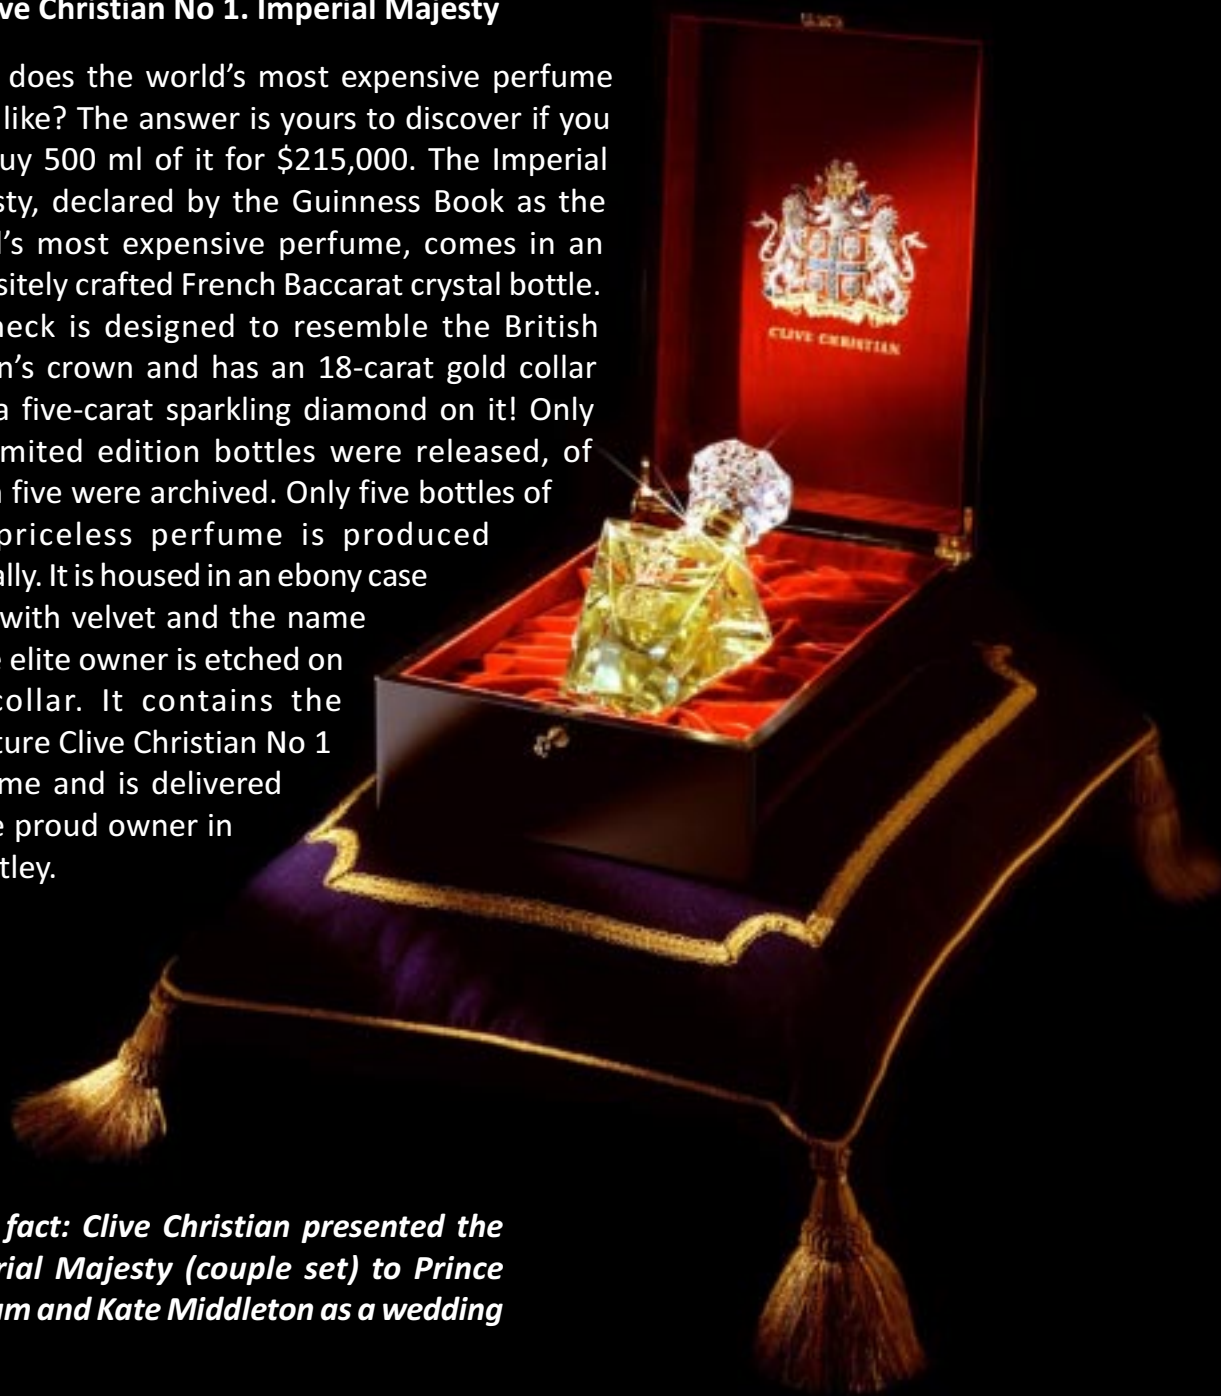 ve Christian No 1. Imperial Majesty
does the world’s most expensive perfume
like? The answer is yours to discover if you
uy 500 ml of it for $215,000. The Imperial
sty, declared by the Guinness Book as the
l’s most expensive perfume, comes in an
sitely crafted French Baccarat crystal bottle.
neck is designed to resemble the British
n’s crown and has an 18-carat gold collar
a five-carat sparkling diamond on it! Only
mited edition bottles were released, of
n five were archived. Only five bottles of
priceless perfume is produced
ally. It is housed in an ebony case
with velvet and the name
e elite owner is etched on
collar. It contains the
ture Clive Christian No 1
me and is delivered
e proud owner in
tley.
CLIVE CHRISTIAN
fact: Clive Christian presented the
rial Majesty (couple set) to Prince
am and Kate Middleton as a wedding